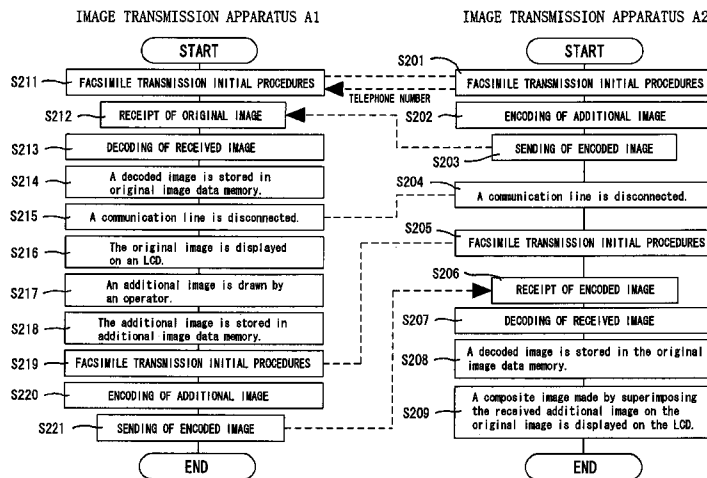 IMAGE TRANSMISSION APPARATUS A1
START
S211
FACSIMILE TRANSMISSION INITIAL PROCEDURES
S212
RECEIPT OF ORIGINAL IMAGE
S213
DECODING OF RECEIVED IMAGE
S214
A decoded image is stored in
original image data memory.
S215
A communication line is disconnected.
S216
The original image is displayed
on an LCD.
S217
An additional image is drawn by
an operator.
S218
The additional image is stored in
additional image data memory.
S219
FACSIMILE TRANSMISSION INITIAL PROCEDURES
S220
ENCODING OF ADDITIONAL IMAGE
S221
SENDING OF ENCODED IMAGE
END
TELEPHONE NUMBER
IMAGE TRANSMISSION APPARATUS A2
START
S201
FACSIMILE TRANSMISSION INITIAL PROCEDURES
S202
ENCODING OF ADDITIONAL IMAGE
S203
SENDING OF ENCODED IMAGE
S204
A communication line is disconnected.
S205
FACSIMILE TRANSMISSION INITIAL PROCEDURES
S206
RECEIPT OF ENCODED IMAGE
S207
DECODING OF RECEIVED IMAGE
S208
A decoded image is stored in the original
image data memory.
S209
A composite image made by superimposing
the received additional image on the
original image is displayed on the LCD.
END